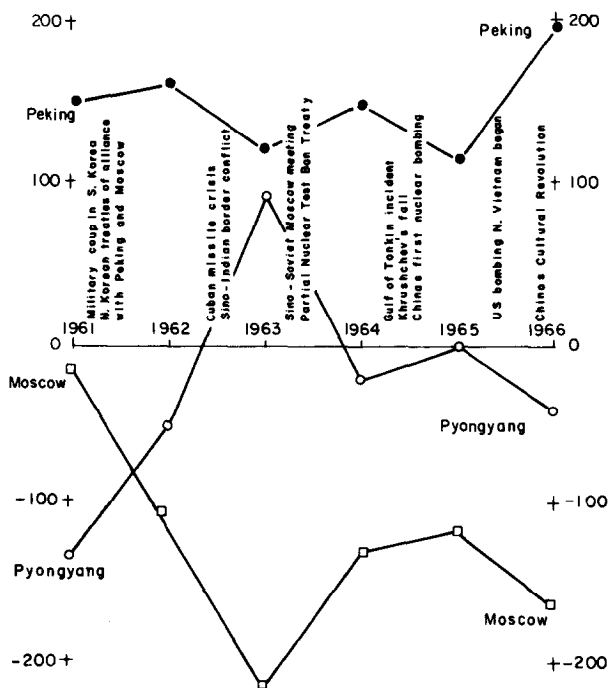 200
200
Peking
Peking
100
100
Military coup in S. Korea
N. Korean treaties of alliance
with Peking and Moscow
Cuban missile crisis
Sino-Indian border conflict
Sino-Soviet Moscow meeting
Partial Nuclear Test Ban Treaty
Gulf of Tonkin incident
Khrushchev's fall
Chinas first nuclear bombing
US bombing N. Vietnam began
Chinas Cultural Revolution
1961
1962
1963
1964
1965
1966
0
0
Moscow
Pyongyang
-100
-100
Pyongyang
Moscow
-200
-200